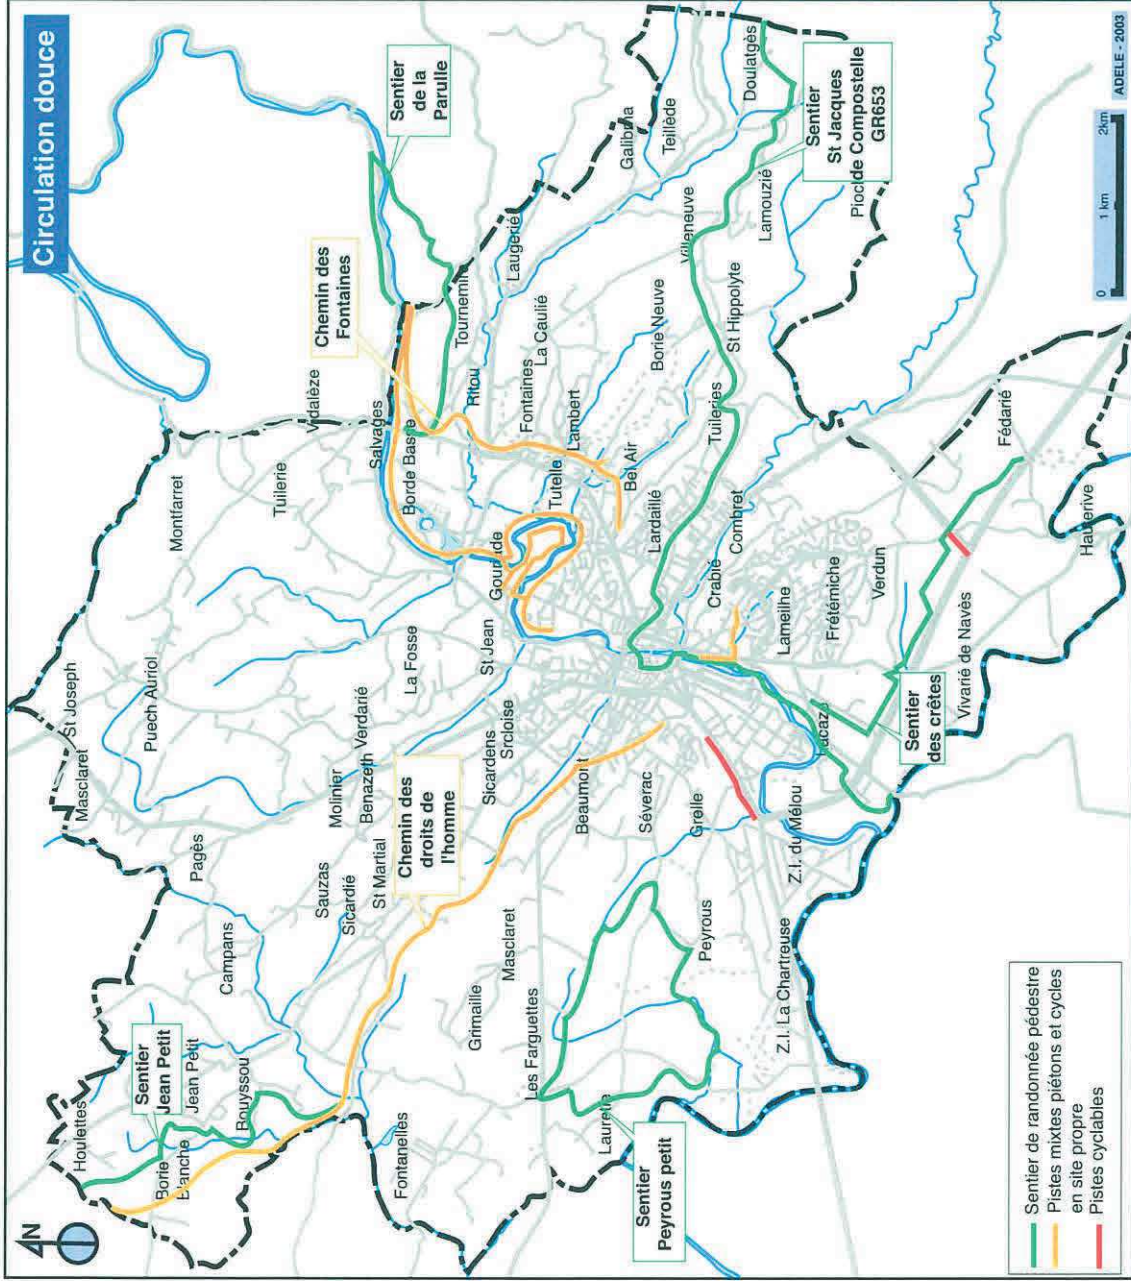 Circulation douce
N
Houlettes
Sentier
Jean Petit
Jean Petit
Borie
Blanche
Rouyssou
Campans
Pagès
Masclaret
St Joseph
Puech Auriol
Montfarret
Tuilerie
Vidalèze
Sentier
de la
Parulle
Chemin des
Fontaines
Salvages
Borde Basse
Tournemire
Ritou
Laugerié
La Caulié
Fontaines
Lambert
Borie Neuve
Tutelle
Bel Air
Gourjade
Galibrna
Teillède
Doulatgès
Sentier
St Jacques
de Compostelle
GR653
Villeneuve
Lamouzié
St Hippolyte
Tuileries
Lardaillé
Combret
Crabié
Lameilhe
Frétémiche
Verdun
Fédarié
Hauterive
Vivarié de Navès
Sentier
des crêtes
La Fosse
St Jean
Molinier
Benazeth
Verdarié
Sicardens
Sauzas
Sicardié
St Martial
Chemin des
droits de
l'homme
Beaumont
Séverac
Grelle
Z.I. du Mélou
Masclaret
Grimaille
Les Farguettes
Peyrous
Z.I. La Chartreuse
Fontanelles
Sentier
Peyrous petit
Sentier de randonnée pédestre
Pistes mixtes piétons et cycles
en site propre
Pistes cyclables
0 1 km 2km
ADELE - 2003